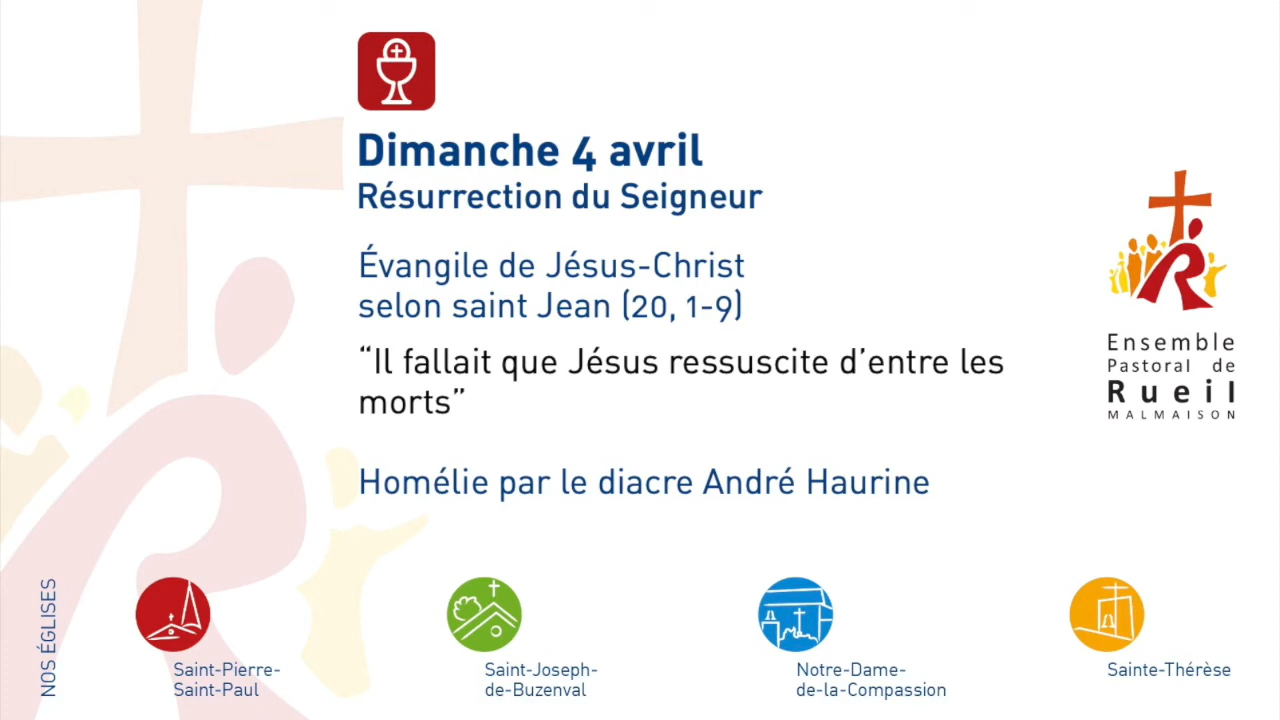 Dimanche 4 avril
Résurrection du Seigneur
Évangile de Jésus-Christ
selon saint Jean (20, 1-9)
“Il fallait que Jésus ressuscite d’entre les
morts”
Homélie par le diacre André Haurine
Ensemble
Pastoral de
Rueil
MALMAISON
NOS ÉGLISES
Saint-Pierre-
Saint-Paul
Saint-Joseph-
de-Buzenval
Notre-Dame-
de-la-Compassion
Sainte-Thérèse